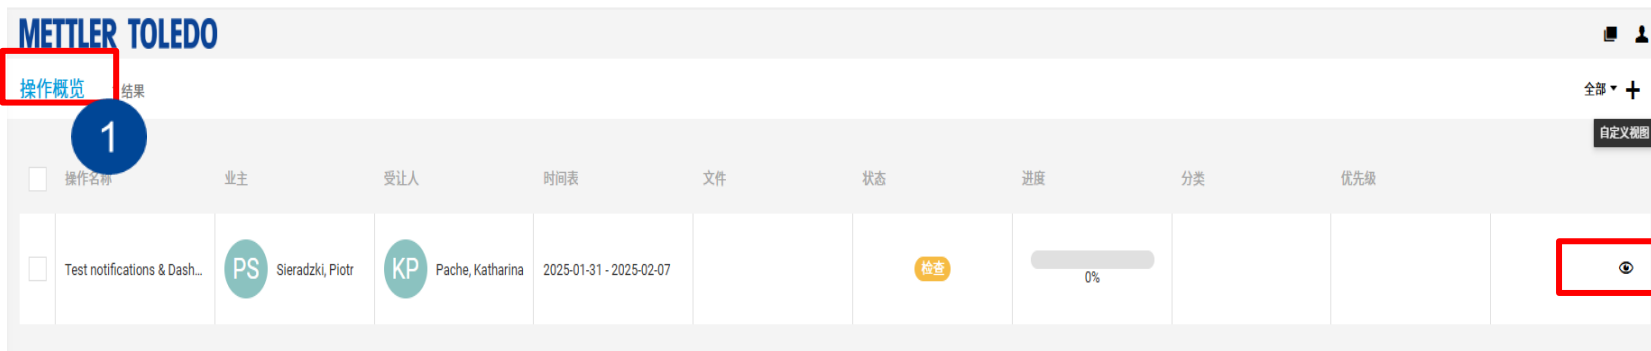 METTLER TOLEDO
操作概览 结果 全部
1
自定义视图
操作名称 业主 受让人 时间表 文件 状态 进度 分类 优先级
Test notifications & Dash... PS Sieradzki, Piotr KP Pache, Katharina 2025-01-31 - 2025-02-07 检查 0%